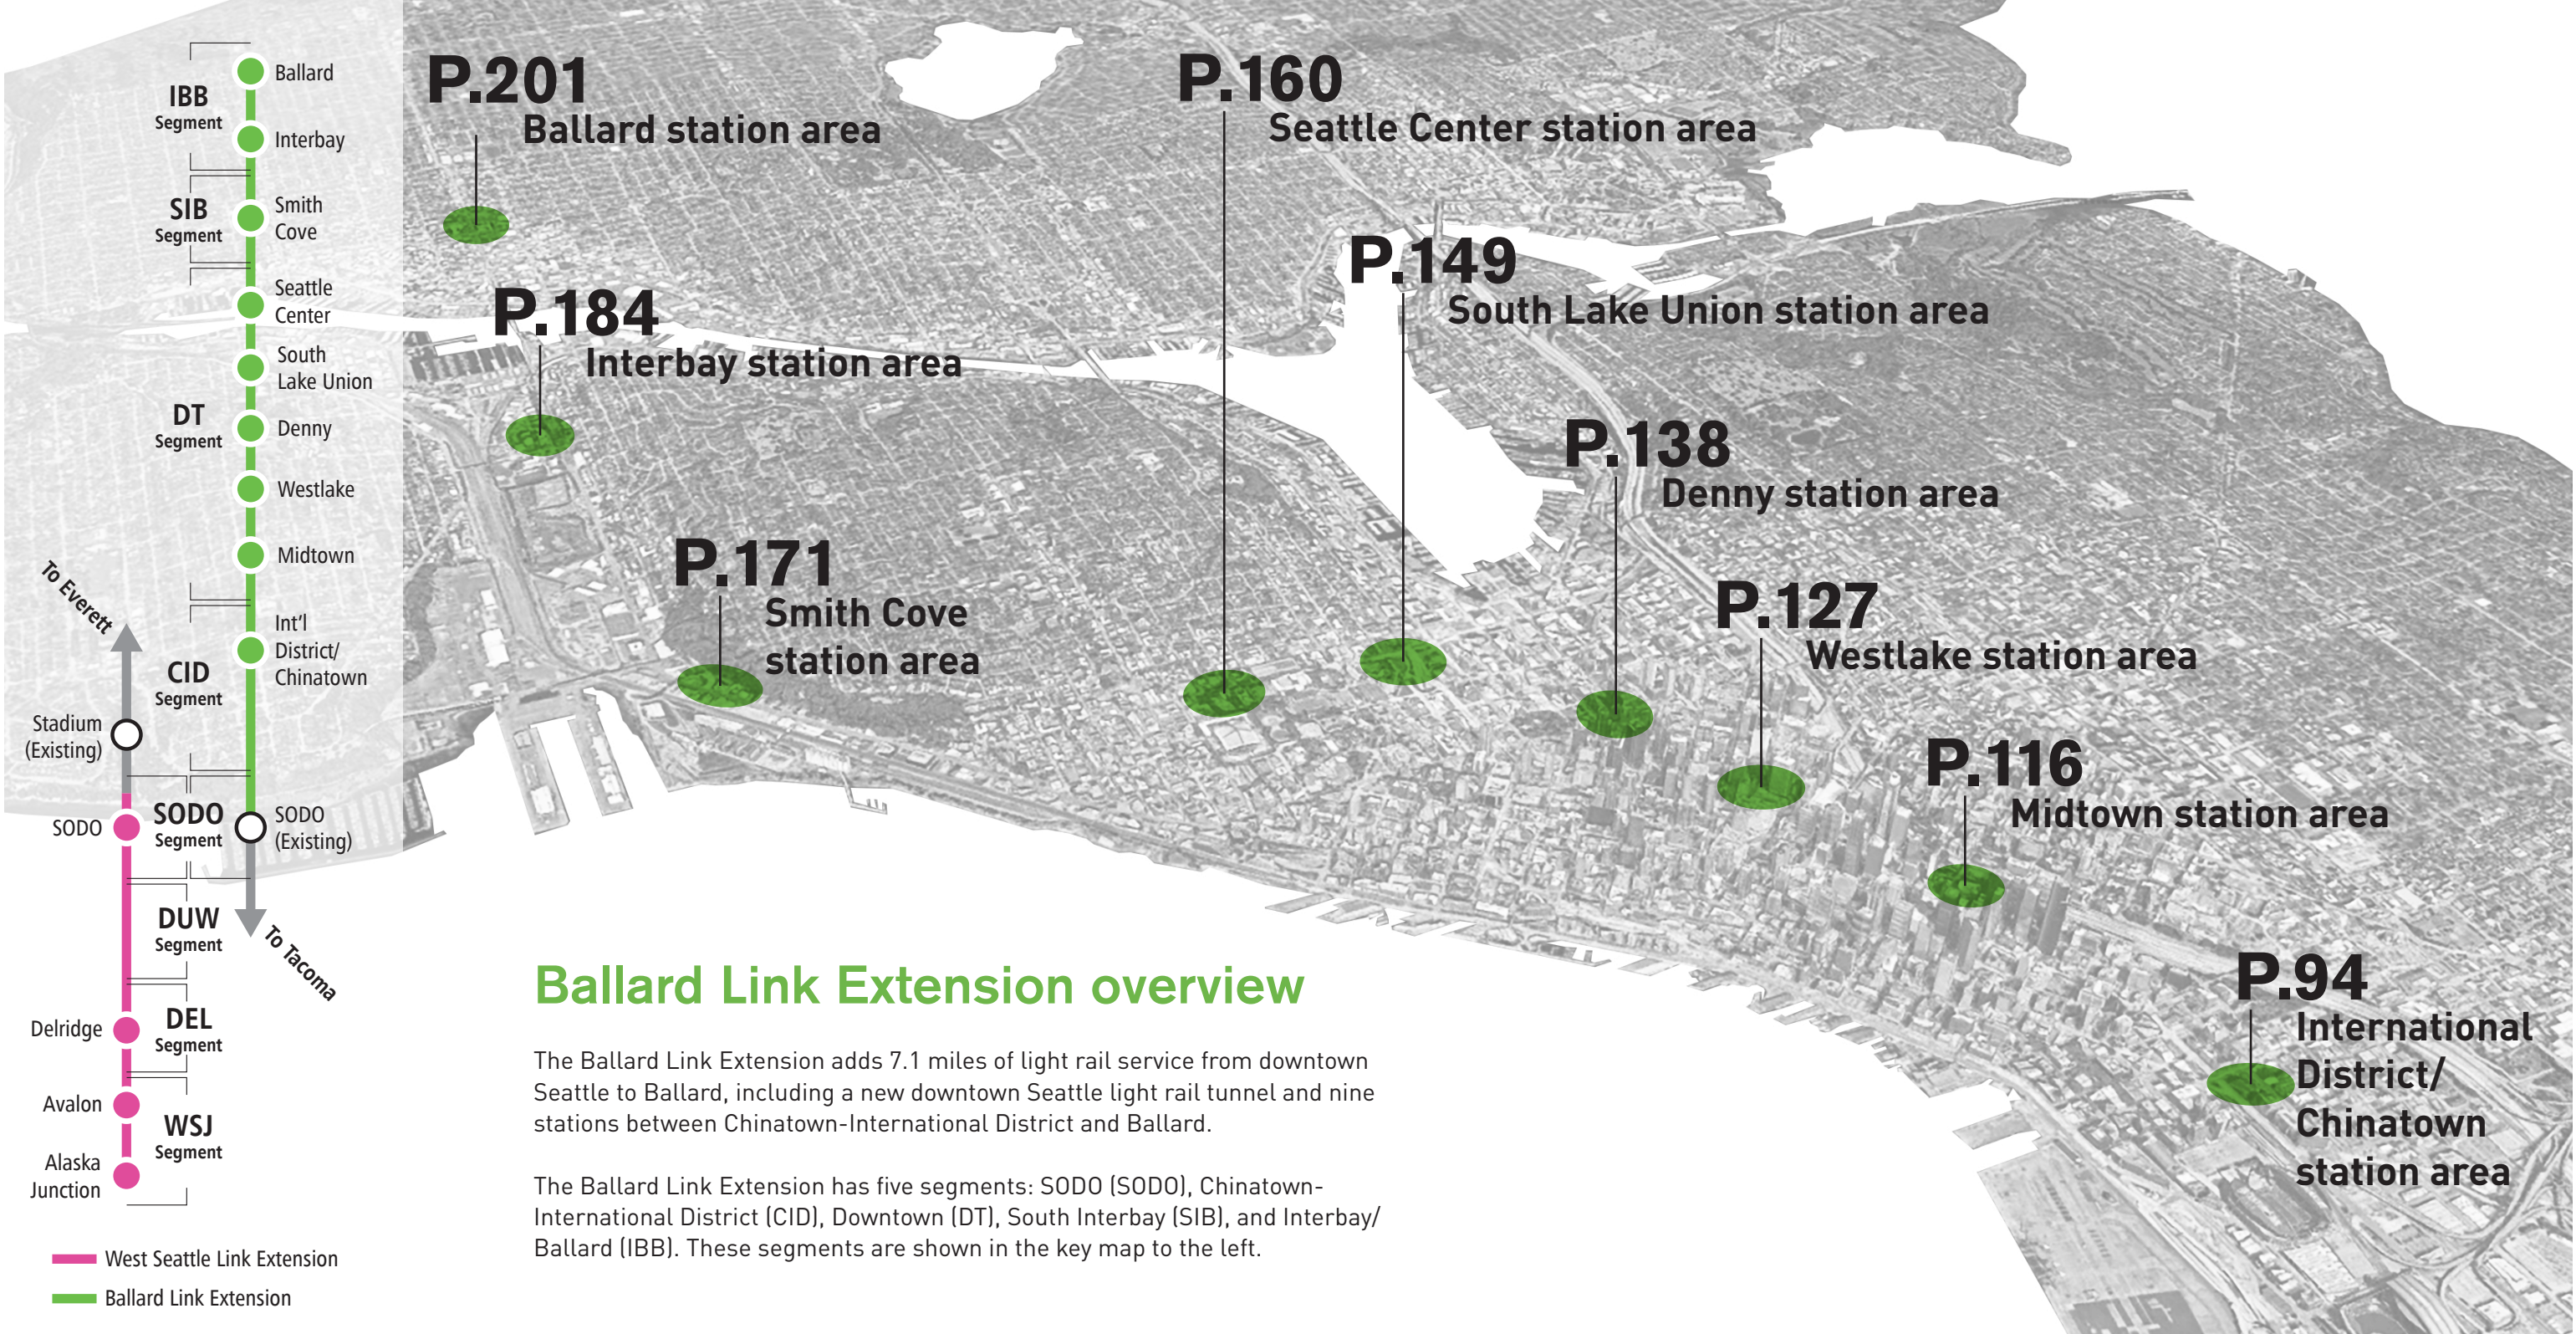 IBB
Segment
Ballard
Interbay
SIB
Segment
Smith
Cove
Seattle
Center
South
Lake Union
DT
Segment
Denny
Westlake
Midtown
To Everett
Int'l
District/
Chinatown
CID
Segment
Stadium
(Existing)
SODO
SODO
Segment
SODO
(Existing)
DUW
Segment
To Tacoma
Delridge
DEL
Segment
Avalon
WSJ
Segment
Alaska
Junction
West Seattle Link Extension
Ballard Link Extension
P.201
Ballard station area
P.160
Seattle Center station area
P.149
South Lake Union station area
P.184
Interbay station area
P.138
Denny station area
P.171
Smith Cove
station area
P.127
Westlake station area
P.116
Midtown station area
P.94
International
District/
Chinatown
station area
Ballard Link Extension overview
The Ballard Link Extension adds 7.1 miles of light rail service from downtown
Seattle to Ballard, including a new downtown Seattle light rail tunnel and nine
stations between Chinatown-International District and Ballard.
The Ballard Link Extension has five segments: SODO (SODO), Chinatown-
International District (CID), Downtown (DT), South Interbay (SIB), and Interbay/
Ballard (IBB). These segments are shown in the key map to the left.